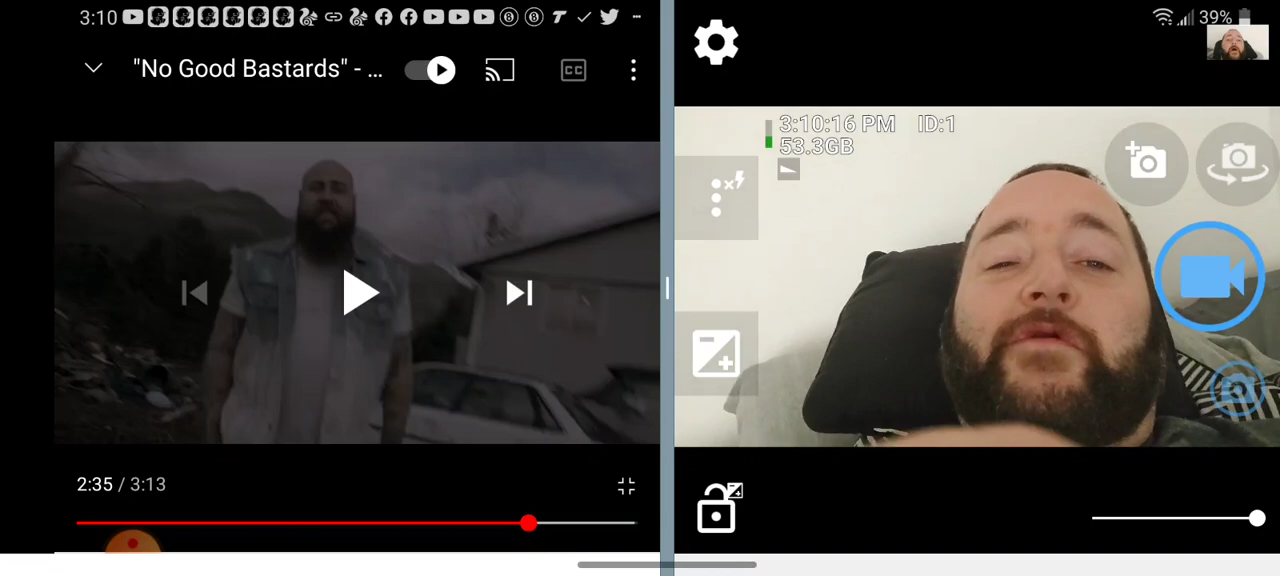 3:10
39%
"No Good Bastards" - ...
CC
3:10:16 PM ID:1
53.3GB
2:35 / 3:13